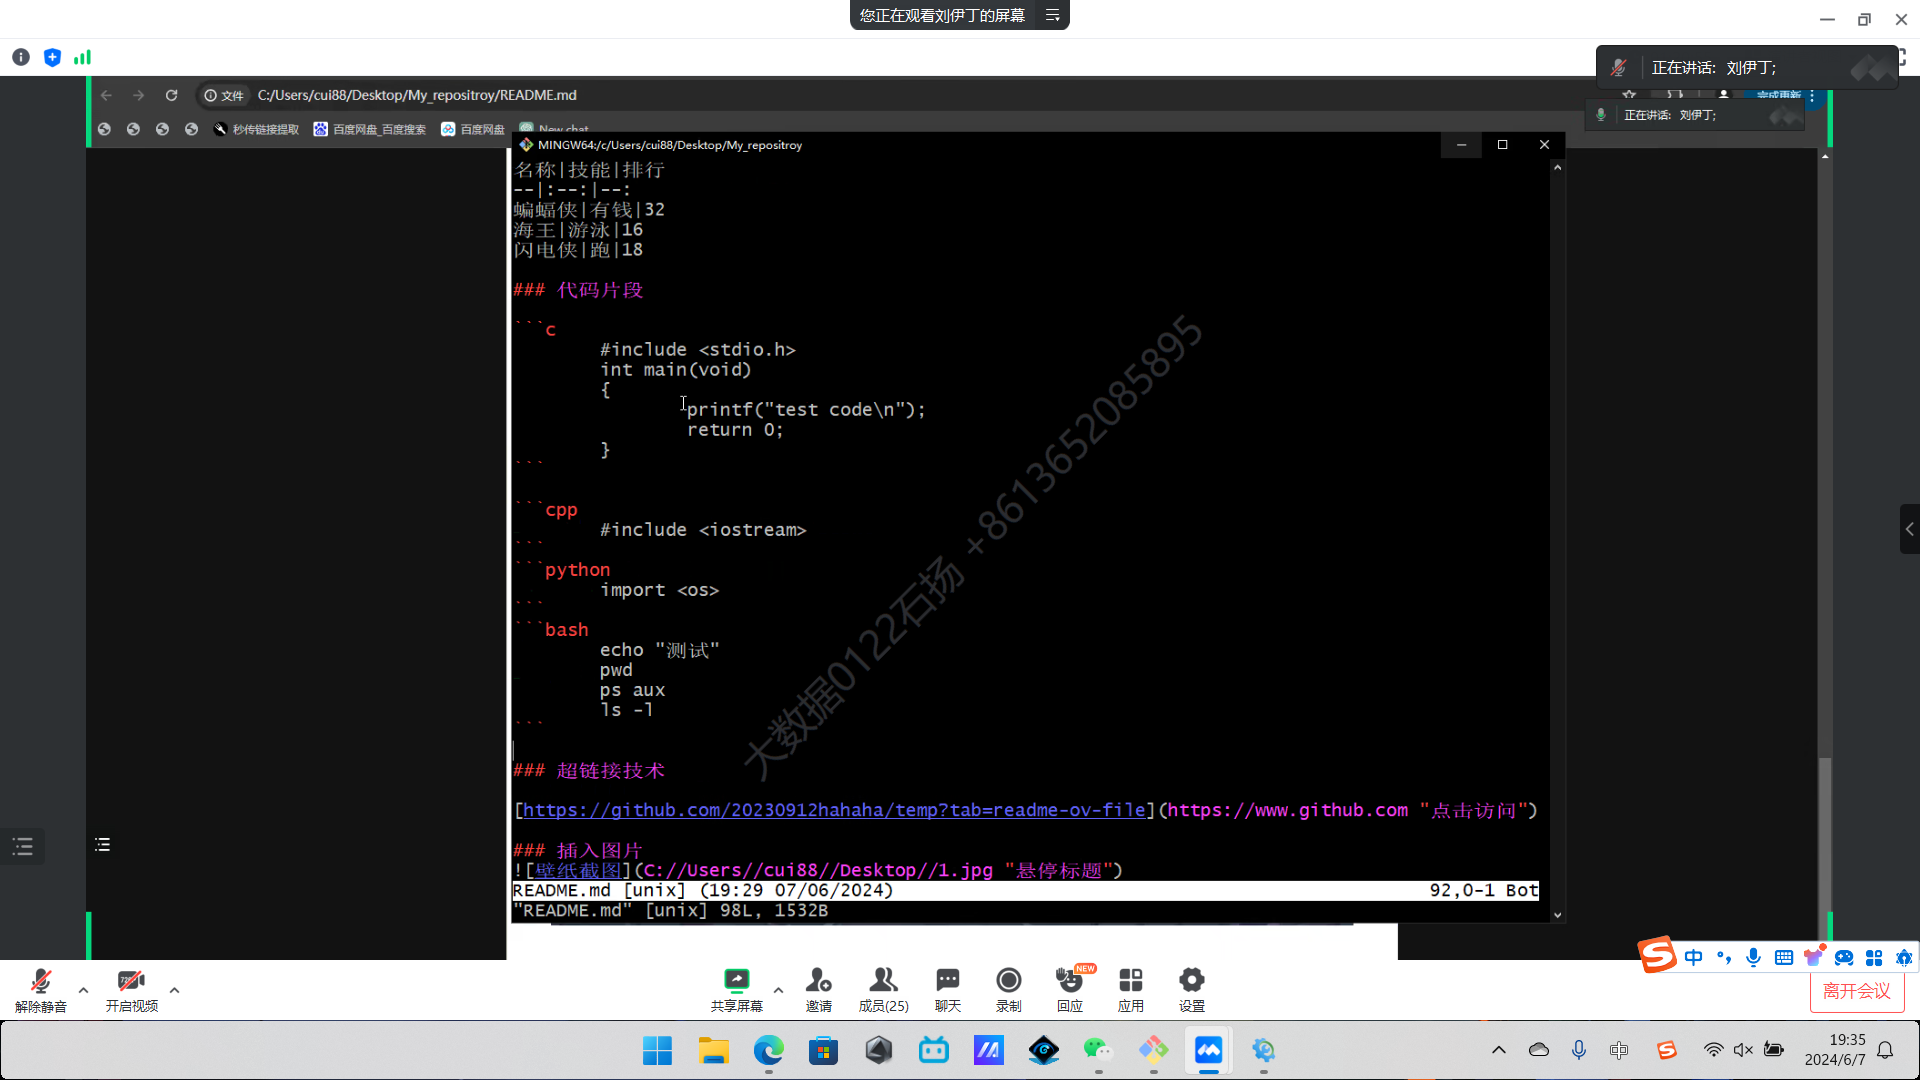 您正在观看刘伊丁的屏幕
正在讲话: 刘伊丁;
文件 C:/Users/cui88/Desktop/My_repositroy/README.md
完成更新
正在讲话: 刘伊丁;
秒传链接提取 百度网盘_百度搜索 百度网盘 New chat
MINGW64:/c/Users/cui88/Desktop/My_repositroy
名称|技能|排行
--|:--:|--:
蝙蝠侠|有钱|32
海王|游泳|16
闪电侠|跑|18
### 代码片段
```c
#include <stdio.h>
int main(void)
{
printf("test code\n");
return 0;
}
```
```cpp
#include <iostream>
```
```python
import <os>
```
```bash
echo "测试"
pwd
ps aux
ls -l
```
### 超链接技术
[https://github.com/20230912hahaha/temp?tab=readme-ov-file](https://www.github.com "点击访问")
### 插入图片
![壁纸截图](C://Users//cui88//Desktop//1.jpg "悬停标题")
README.md [unix] (19:29 07/06/2024) 92,0-1 Bot
"README.md" [unix] 98L, 1532B
大数据0122石扬 +8613652085895
中
解除静音 开启视频 共享屏幕 邀请 成员(25) 聊天 录制 回应 应用 设置 离开会议
NEW
中
19:35
2024/6/7